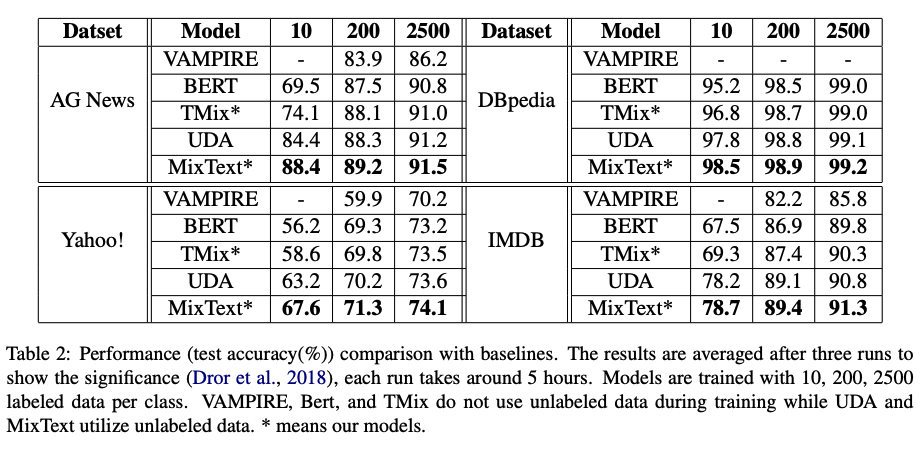 Datset Model 10 200 2500 Dataset Model 10 200 2500
AG News VAMPIRE - 83.9 86.2 DBpedia VAMPIRE - - -
BERT 69.5 87.5 90.8 BERT 95.2 98.5 99.0
TMix* 74.1 88.1 91.0 TMix* 96.8 98.7 99.0
UDA 84.4 88.3 91.2 UDA 97.8 98.8 99.1
MixText* 88.4 89.2 91.5 MixText* 98.5 98.9 99.2
Yahoo! VAMPIRE - 59.9 70.2 IMDB VAMPIRE - 82.2 85.8
BERT 56.2 69.3 73.2 BERT 67.5 86.9 89.8
TMix* 58.6 69.8 73.5 TMix* 69.3 87.4 90.3
UDA 63.2 70.2 73.6 UDA 78.2 89.1 90.8
MixText* 67.6 71.3 74.1 MixText* 78.7 89.4 91.3
Table 2: Performance (test accuracy(%)) comparison with baselines. The results are averaged after three runs to
show the significance (Dror et al., 2018), each run takes around 5 hours. Models are trained with 10, 200, 2500
labeled data per class. VAMPIRE, Bert, and TMix do not use unlabeled data during training while UDA and
MixText utilize unlabeled data. * means our models.